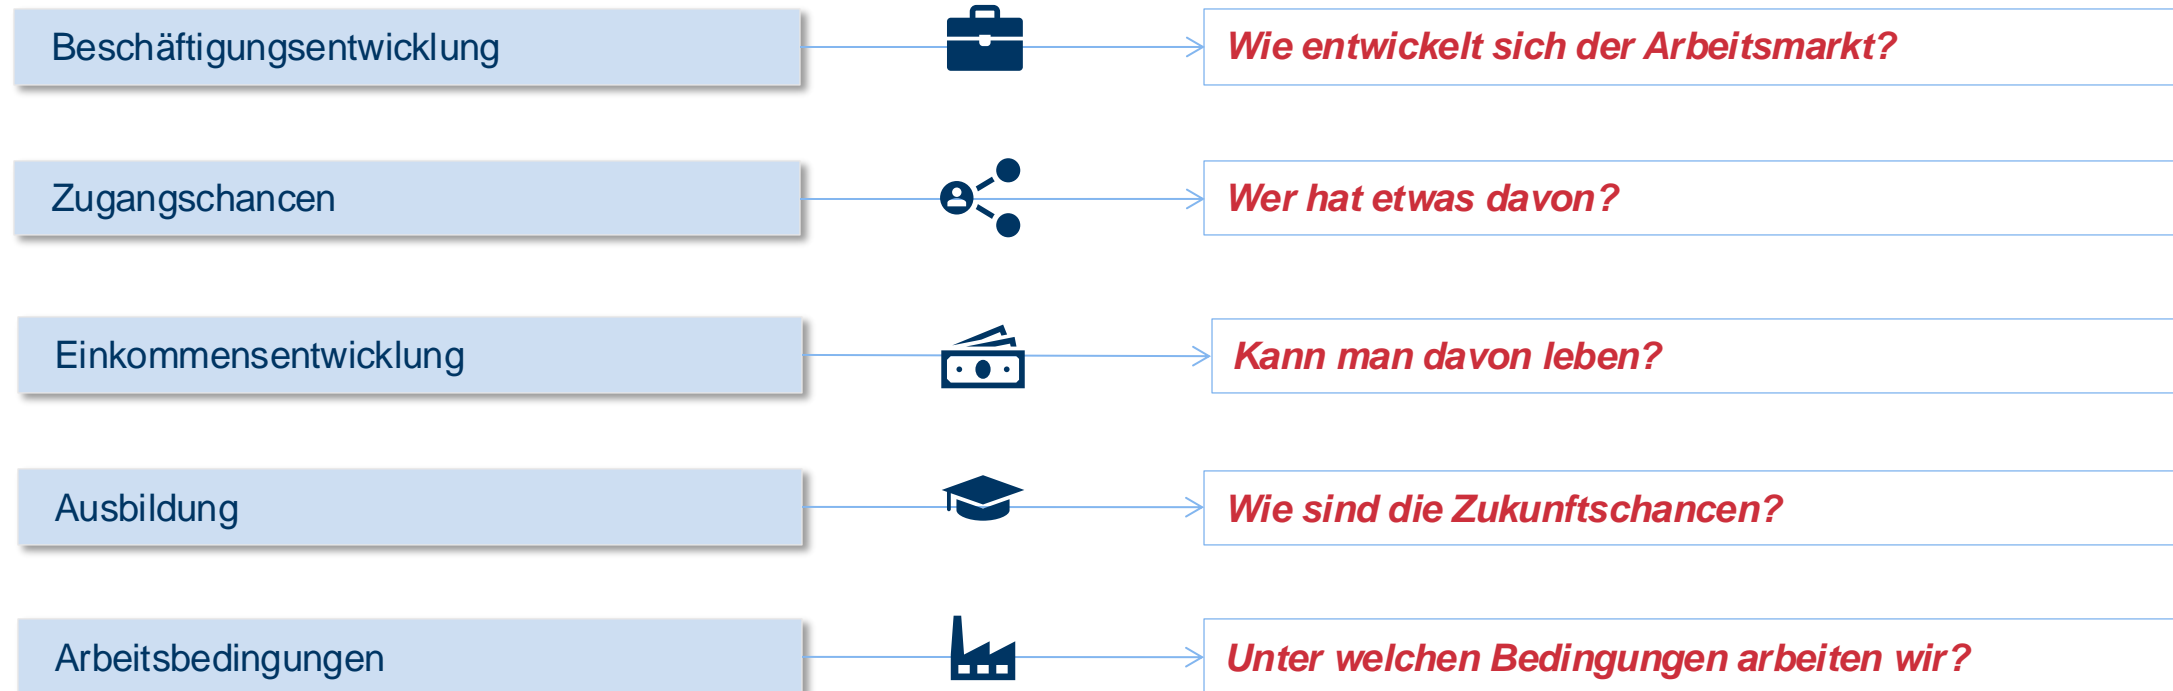 Beschäftigungsentwicklung
Wie entwickelt sich der Arbeitsmarkt?
Zugangschancen
Wer hat etwas davon?
Einkommensentwicklung
Kann man davon leben?
Ausbildung
Wie sind die Zukunftschancen?
Arbeitsbedingungen
Unter welchen Bedingungen arbeiten wir?